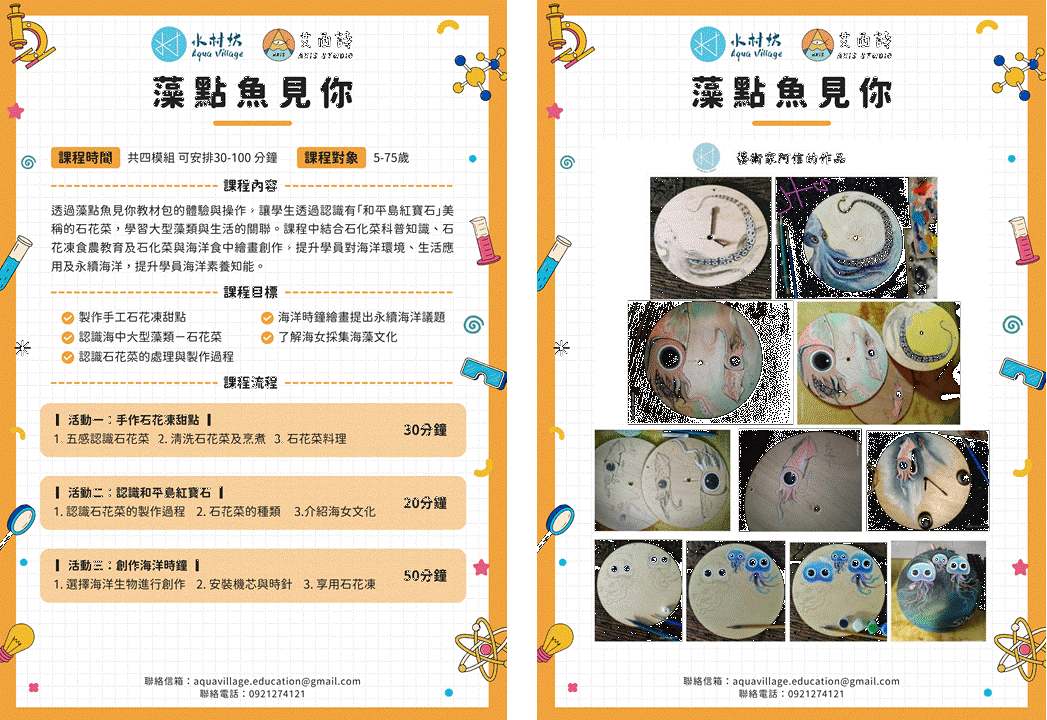 水村坎
Aqua Village
艾西詩
AXIS STUDIO
藻點魚見你
課程時間 共四模組 可安排30-100 分鐘 課程對象 5-75歲
課程內容
透過藻點魚見你教材包的體驗與操作，讓學生透過認識有「和平島紅寶石」美
稱的石花菜，學習大型藻類與生活的關聯。課程中結合石化菜科普知識、石
花凍食農教育及石化菜與海洋食中繪畫創作，提升學員對海洋環境、生活應
用及永續海洋，提升學員海洋素養知能。
課程目標
製作手工石花凍甜點
海洋時鐘繪畫提出永續海洋議題
認識海中大型藻類－石花菜
了解海女採集海藻文化
認識石花菜的處理與製作過程
課程流程
活動一：手作石花凍甜點
1. 五感認識石花菜 2. 清洗石花菜及烹煮 3. 石花菜料理
30分鐘
活動二：認識和平島紅寶石
1. 認識石花菜的製作過程 2. 石花菜的種類 3.介紹海女文化
20分鐘
活動三：創作海洋時鐘
1. 選擇海洋生物進行創作 2. 安裝機芯與時針 3. 享用石花凍
50分鐘
聯絡信箱：aquavillage.education@gmail.com
聯絡電話：0921274121
水村坎
Aqua Village
艾西詩
AXIS STUDIO
藻點魚見你
藝術家阿信的作品
聯絡信箱：aquavillage.education@gmail.com
聯絡電話：0921274121